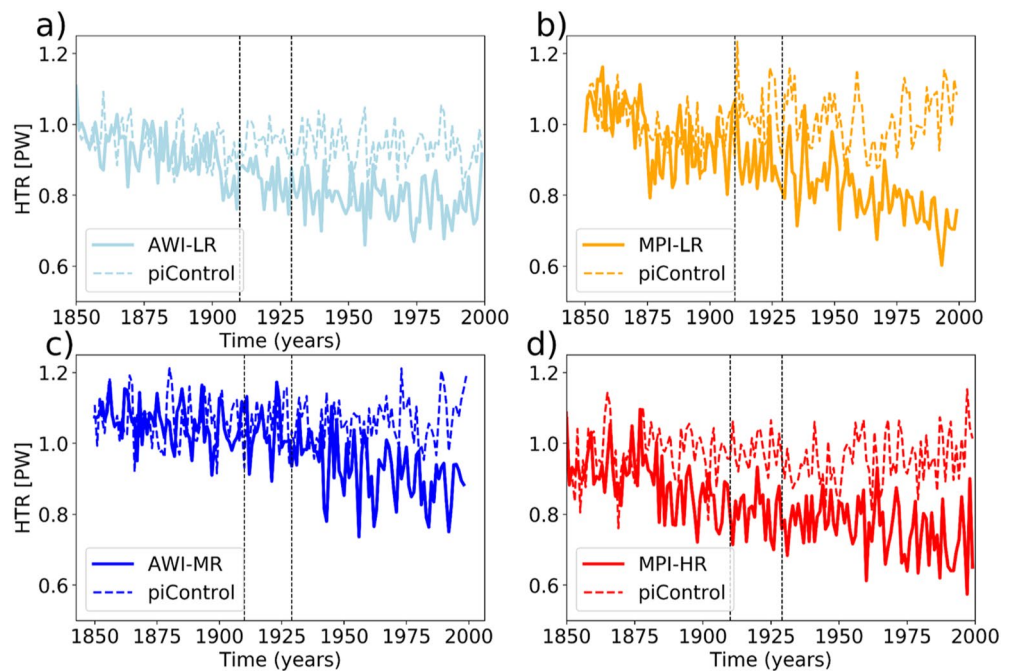 a)
HTR [PW]
1.2
1.0
0.8
0.6
AWI-LR
piControl
1850 1875 1900 1925 1950 1975 2000
Time (years)
b)
1.2
1.0
0.8
0.6
MPI-LR
piControl
1850 1875 1900 1925 1950 1975 2000
c)
HTR [PW]
1.2
1.0
0.8
0.6
AWI-MR
piControl
1850 1875 1900 1925 1950 1975 2000
Time (years)
d)
1.2
1.0
0.8
0.6
MPI-HR
piControl
1850 1875 1900 1925 1950 1975 2000
Time (years)